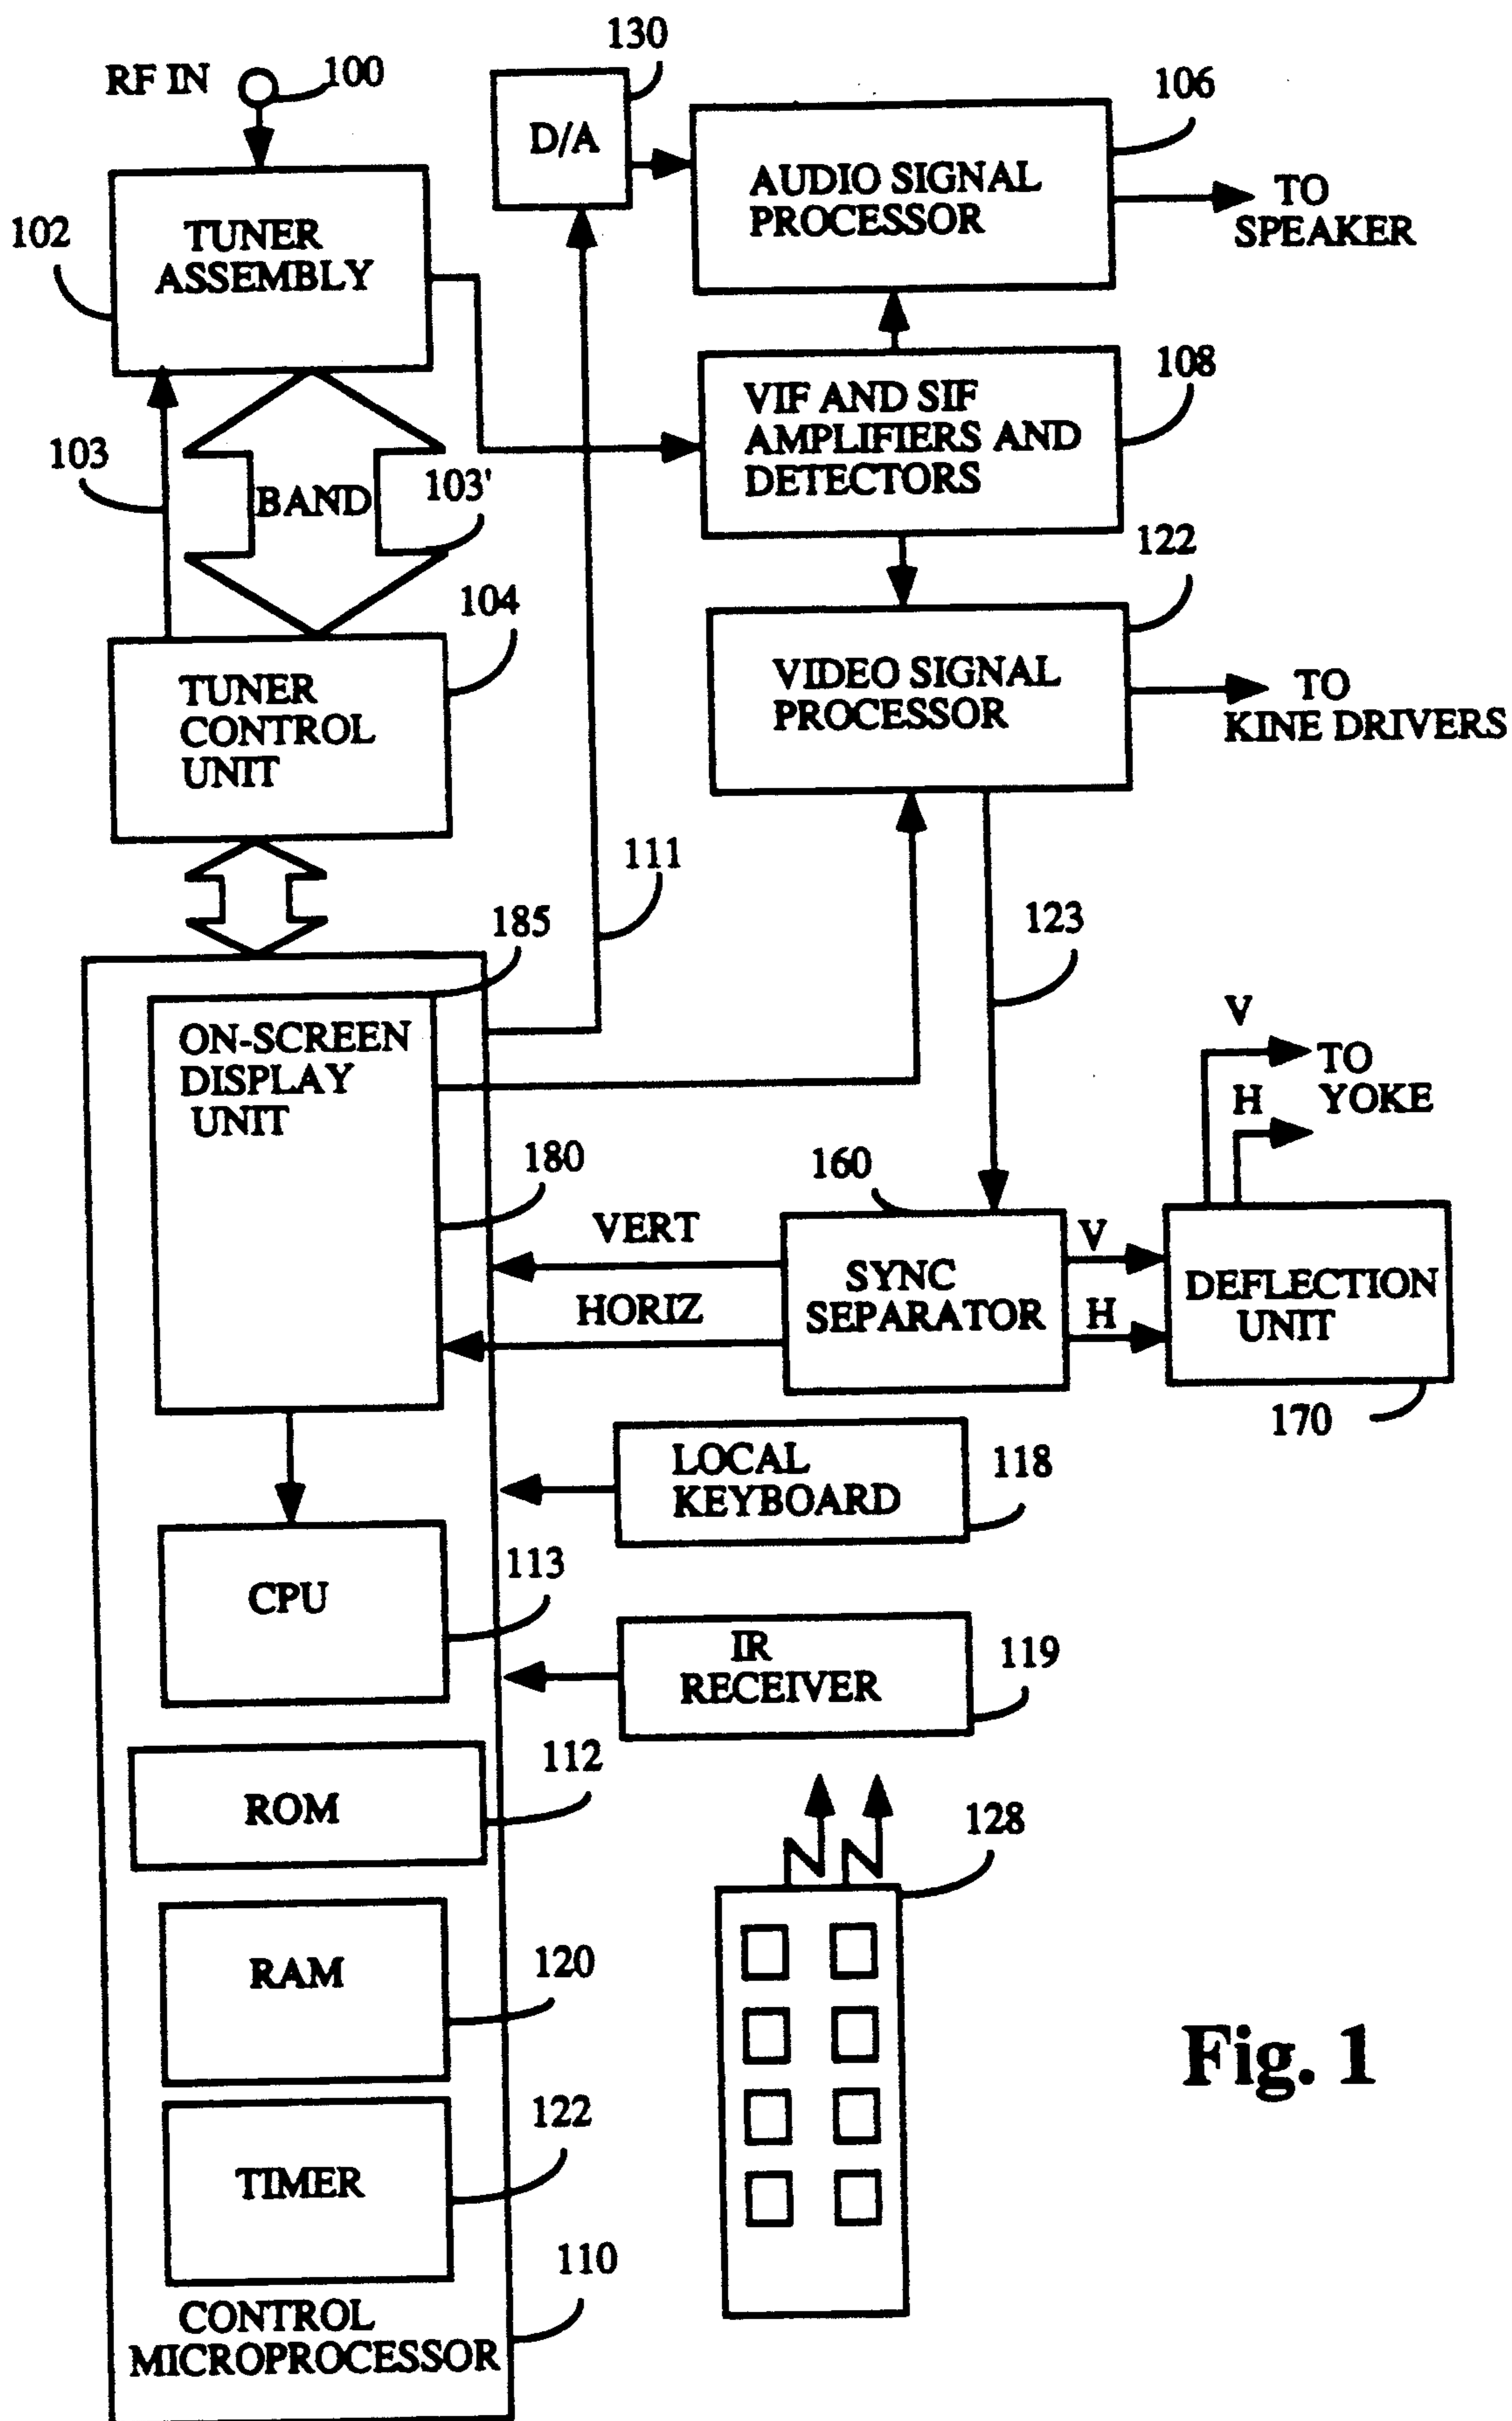 RF IN
100
130
D/A
106
AUDIO SIGNAL
PROCESSOR
TO
SPEAKER
102
TUNER
ASSEMBLY
103
BAND
103'
108
VIF AND SIF
AMPLIFIERS AND
DETECTORS
122
VIDEO SIGNAL
PROCESSOR
TO
KINE DRIVERS
104
TUNER
CONTROL
UNIT
111
123
185
ON-SCREEN
DISPLAY
UNIT
180
VERT
HORIZ
160
SYNC
SEPARATOR
V
H
V
H
TO
YOKE
DEFLECTION
UNIT
170
LOCAL
KEYBOARD
118
CPU
113
IR
RECEIVER
119
ROM
112
128
RAM
120
TIMER
122
110
CONTROL
MICROPROCESSOR
Fig. 1